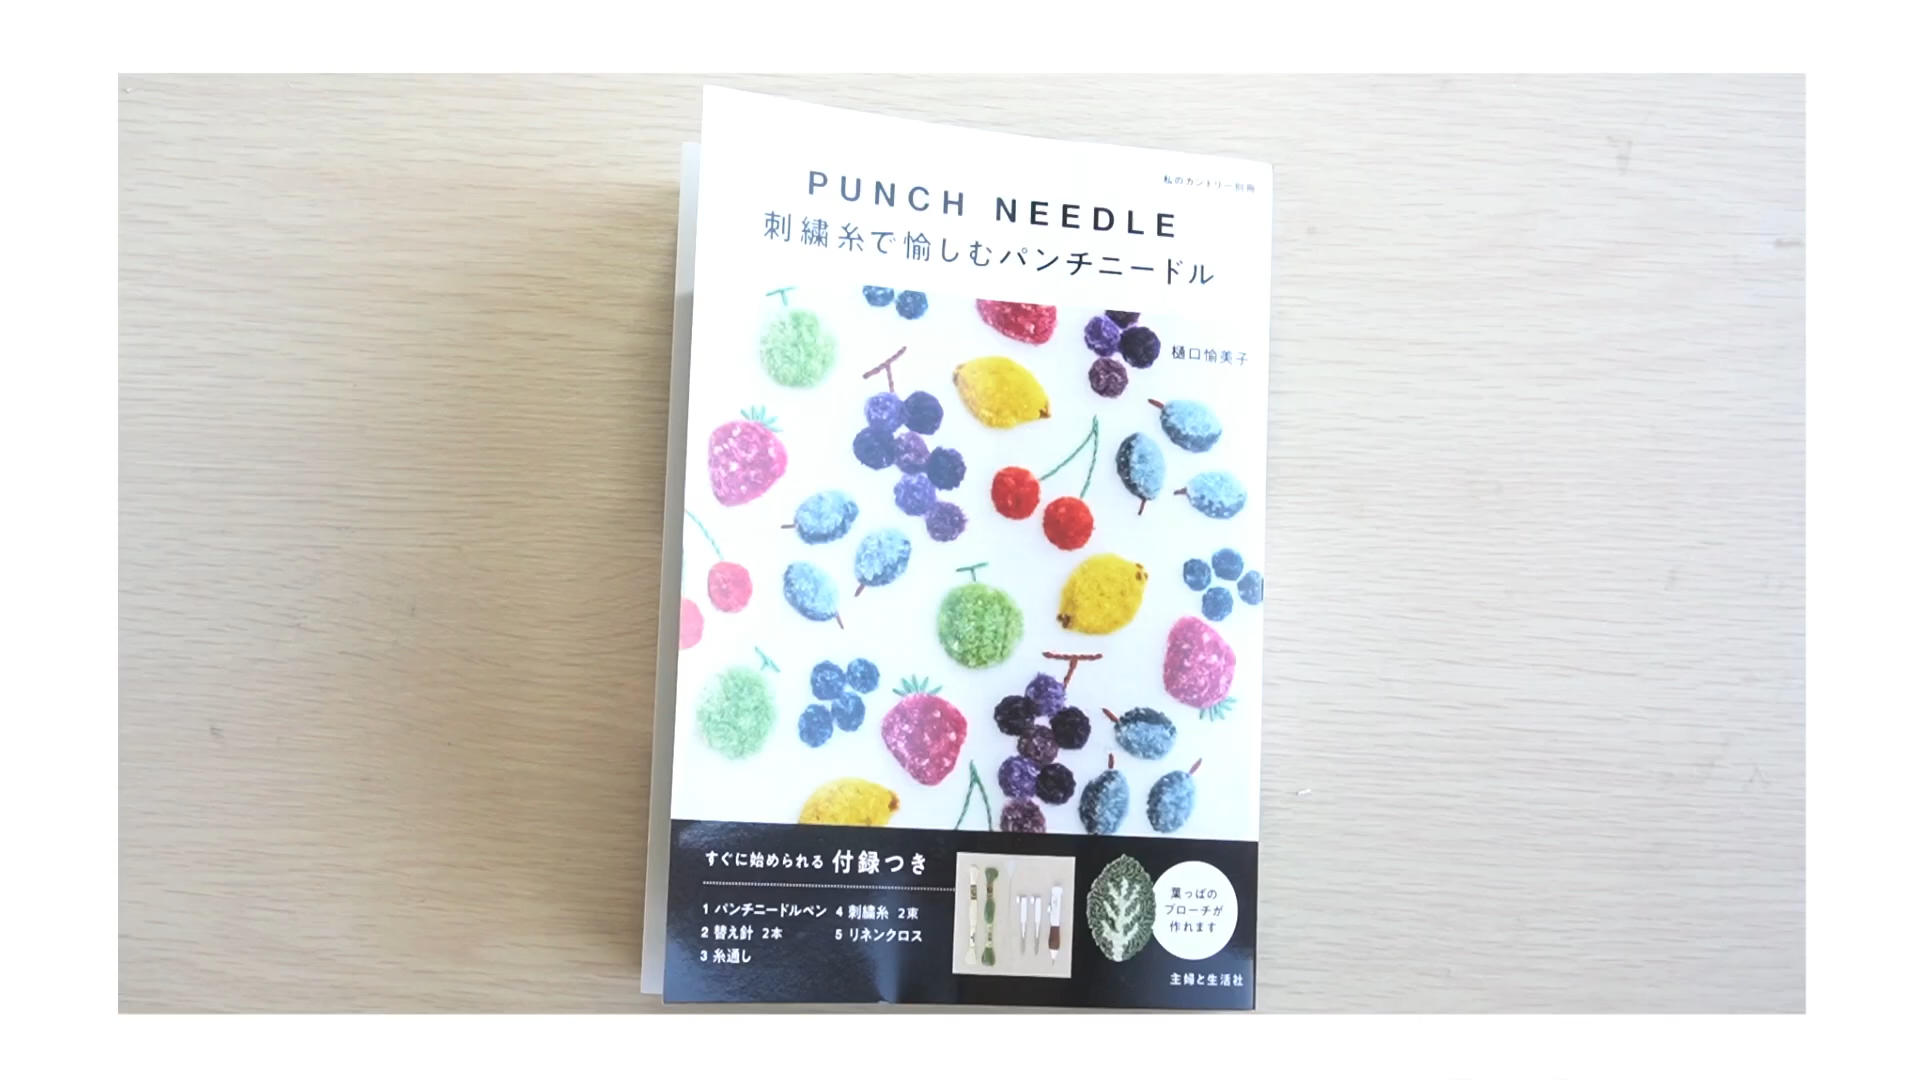 私のカントリー別冊
PUNCH NEEDLE
刺繍糸で愉しむパンチニードル
樋口愉美子
すぐに始められる 付録つき
1 パンチニードルペン
2 替え針 2本
3 糸通し
4 刺繍糸 2束
5 リネンクロス
葉っぱの
ブローチが
作れます
主婦と生活社